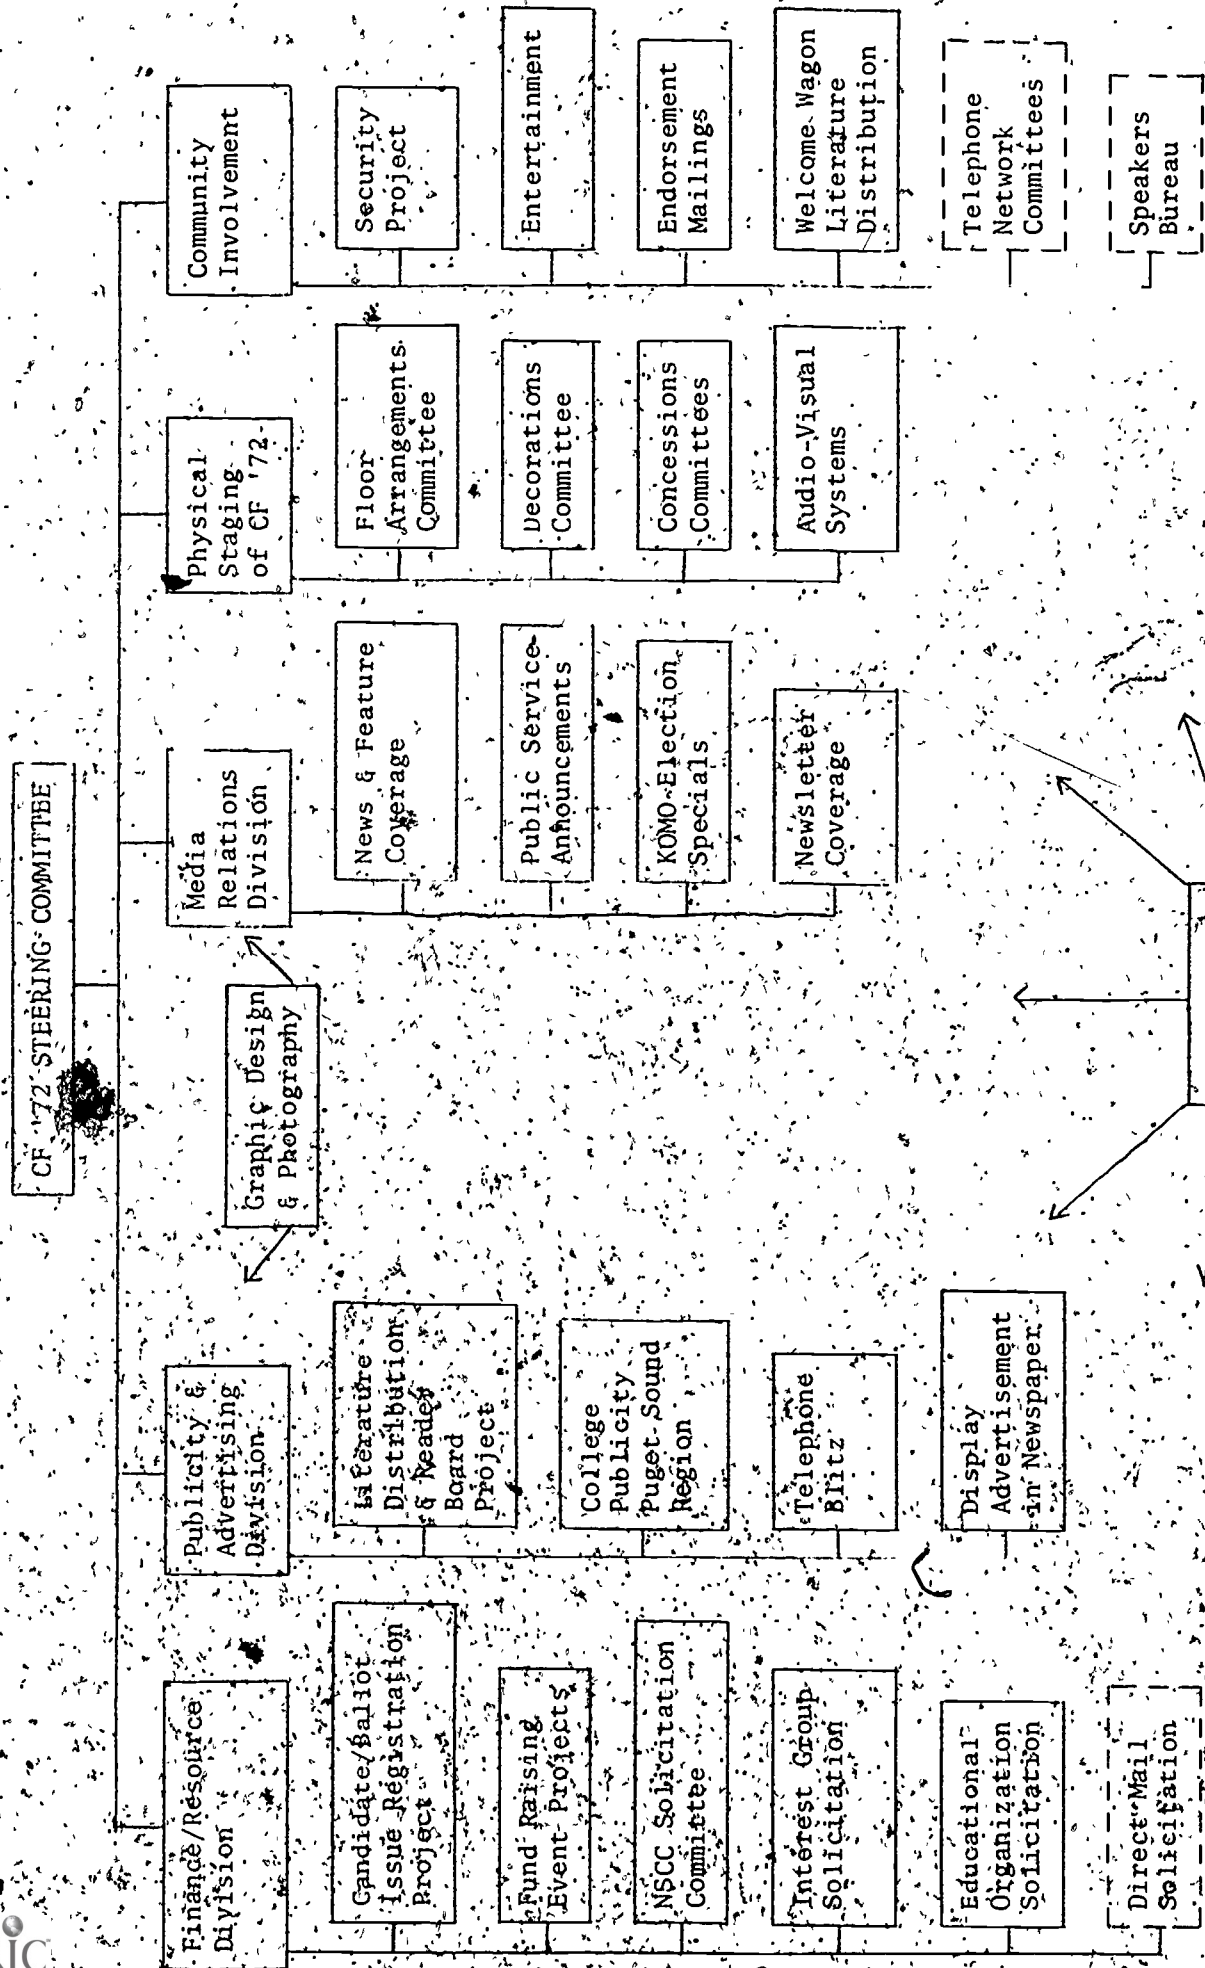 CF '72 STEERING COMMITTEE
Finance/Resource
Division
Candidate/Ballot
Issue Registration
Project
Fund Raising
Event Projects
NSCC Solicitation
Committee
Interest Group
Solicitation
Educational
Organization
Solicitation
Direct Mail
Solicitation
Publicity &
Advertising
Division
Literature
Distribution
& Reader
Board
Project
College
Publicity
Puget Sound
Region
Telephone
Blitz
Display
Advertisement
in Newspaper
Graphic Design
& Photography
Media
Relations
Division
News & Feature
Coverage
Public Service
Announcements
KOMO-Election
Specials
Newsletter
Coverage
Physical
Staging
of CF '72
Floor
Arrangements
Committee
Decorations
Committee
Concessions
Committees
Audio-Visual
Systems
Community
Involvement
Security
Project
Entertainment
Endorsement
Mailings
Welcome Wagon
Literature
Distribution
Telephone
Network
Committees
Speakers
Bureau